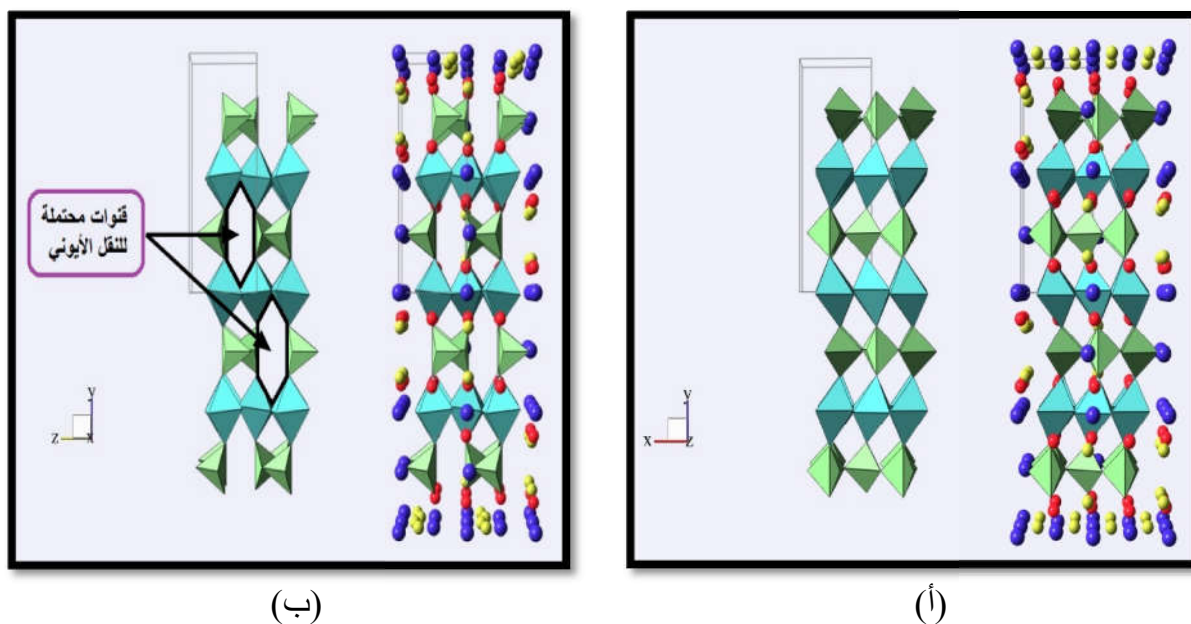 قنوات محتملة
للنقل الأيوني
y
z
x
y
x
z
(ب)
(أ)